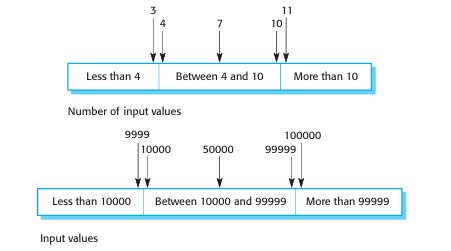 3 11
4 7 10
Less than 4 Between 4 and 10 More than 10
Number of input values
9999 100000
10000 50000 99999
Less than 10000 Between 10000 and 99999 More than 99999
Input values